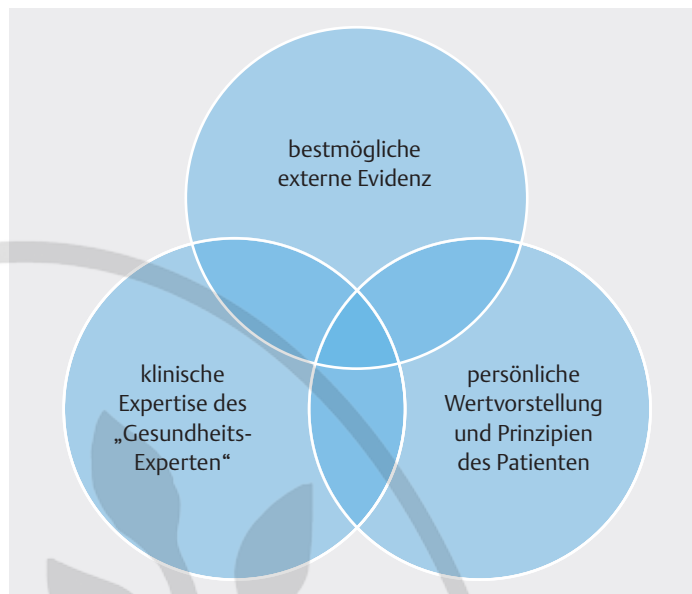 bestmögliche
externe Evidenz
klinische
Expertise des
„Gesundheits-
Experten“
persönliche
Wertvorstellung
und Prinzipien
des Patienten